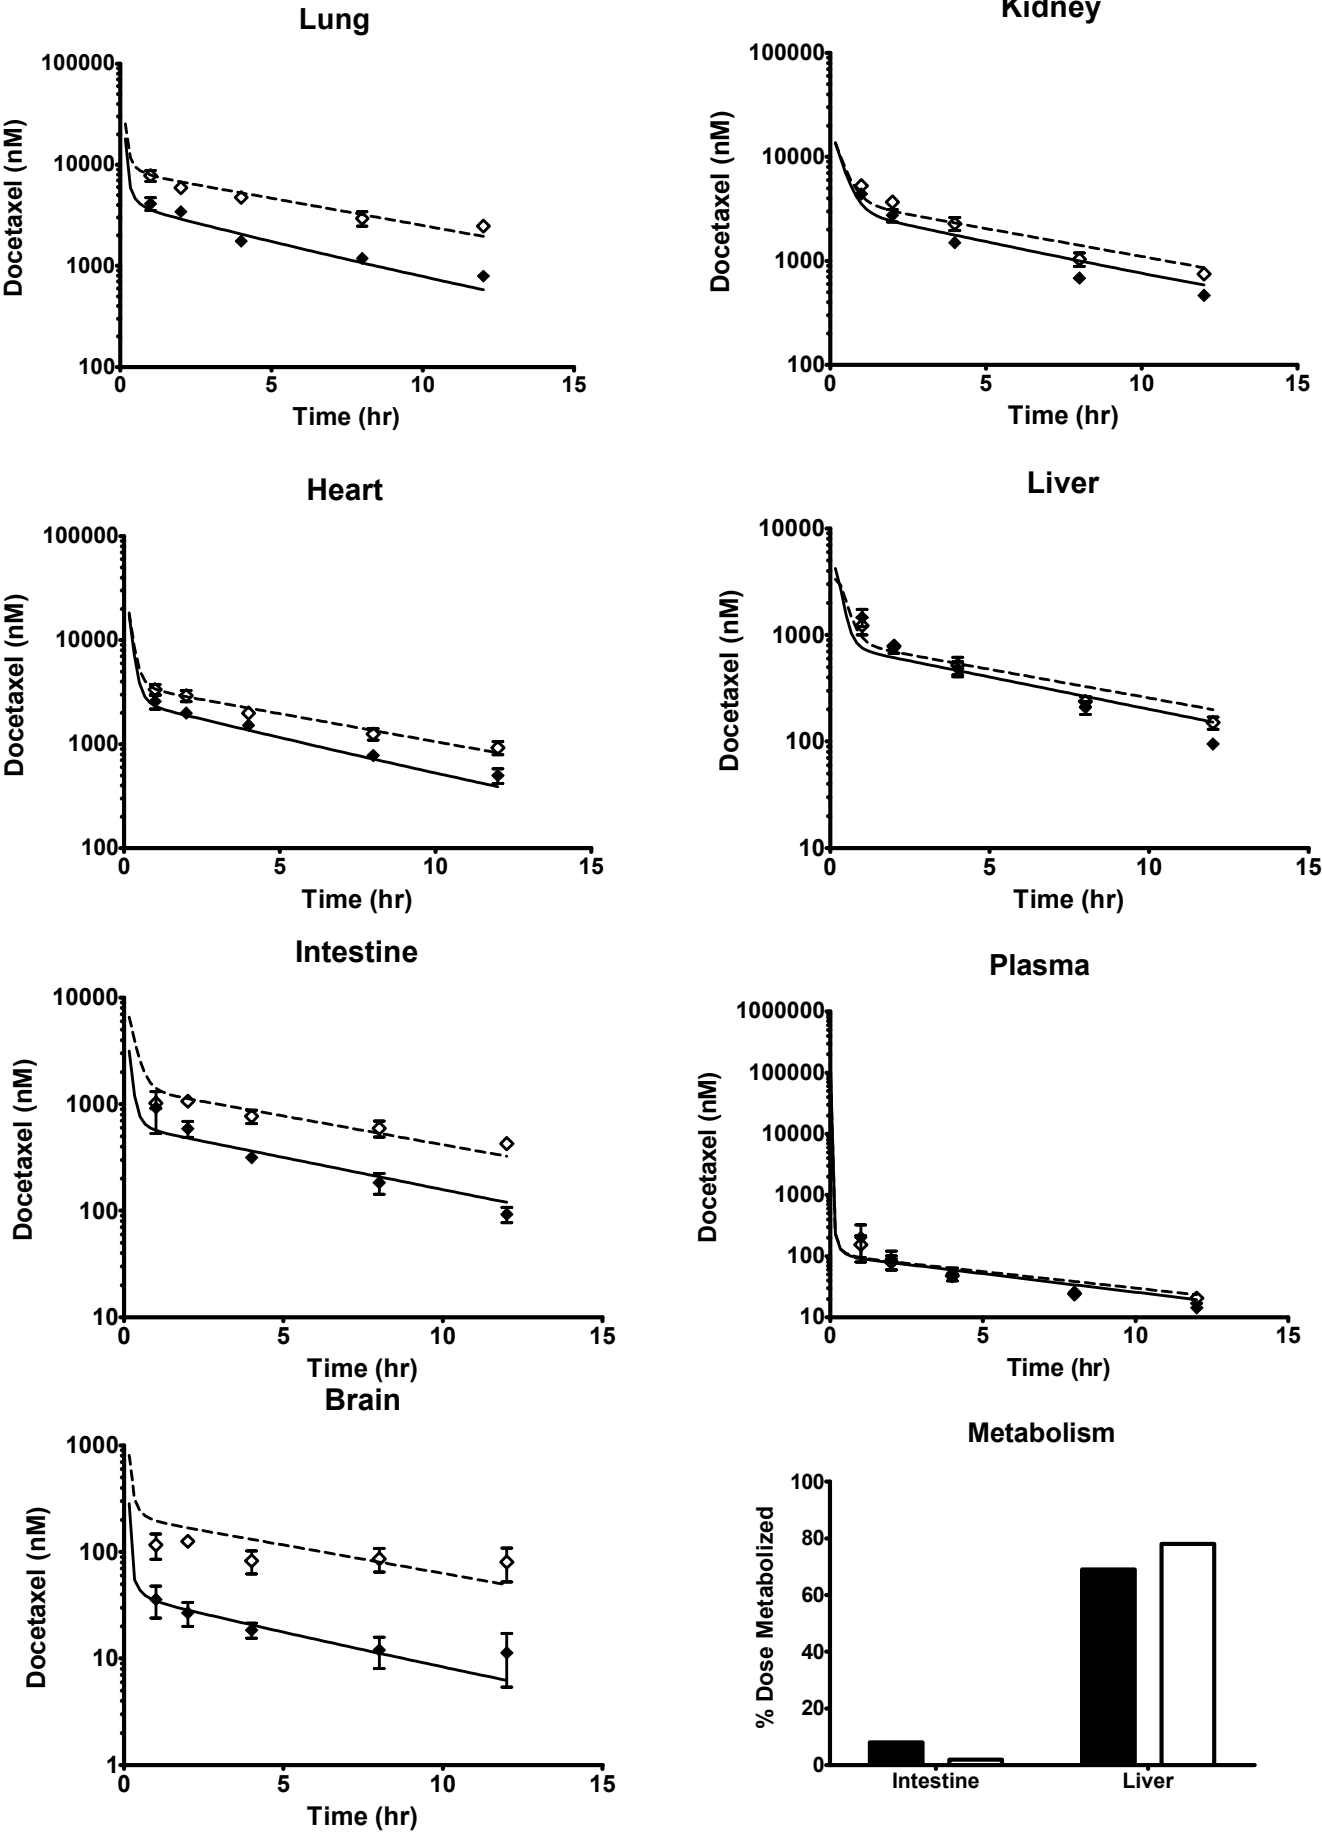 Lung
Docetaxel (nM)
100000
10000
1000
100
0 5 10 15
Time (hr)
Kidney
Docetaxel (nM)
100000
10000
1000
100
0 5 10 15
Time (hr)
Heart
Docetaxel (nM)
100000
10000
1000
100
0 5 10 15
Time (hr)
Liver
Docetaxel (nM)
10000
1000
100
10
0 5 10 15
Time (hr)
Intestine
Docetaxel (nM)
10000
1000
100
10
0 5 10 15
Time (hr)
Plasma
Docetaxel (nM)
1000000
100000
10000
1000
100
10
0 5 10 15
Time (hr)
Brain
Docetaxel (nM)
1000
100
10
1
0 5 10 15
Time (hr)
Metabolism
% Dose Metabolized
100
80
60
40
20
0
Intestine Liver